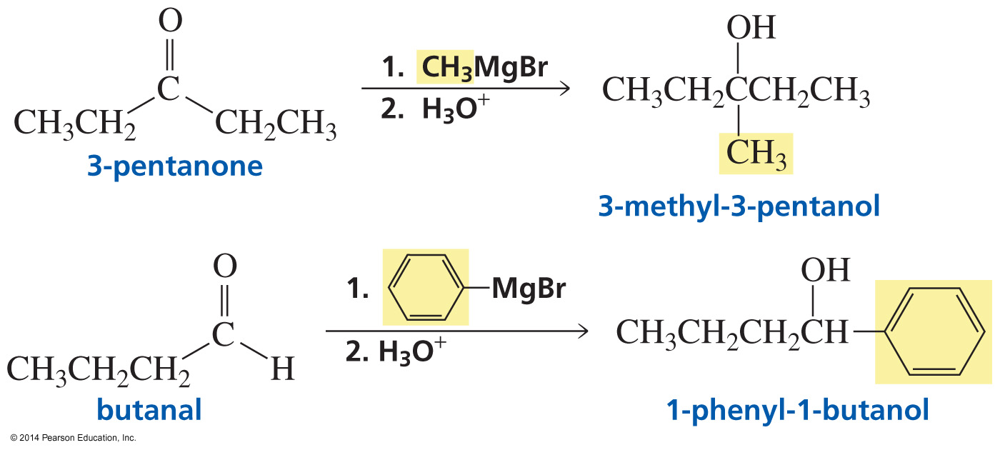 O
C
CH₃CH₂ CH₂CH₃
3-pentanone
1. CH₃MgBr
2. H₃O⁺
OH
CH₃CH₂CCH₂CH₃
CH₃
3-methyl-3-pentanol
O
C
CH₃CH₂CH₂ H
butanal
1. MgBr
2. H₃O⁺
OH
CH₃CH₂CH₂CH
1-phenyl-1-butanol
© 2014 Pearson Education, Inc.